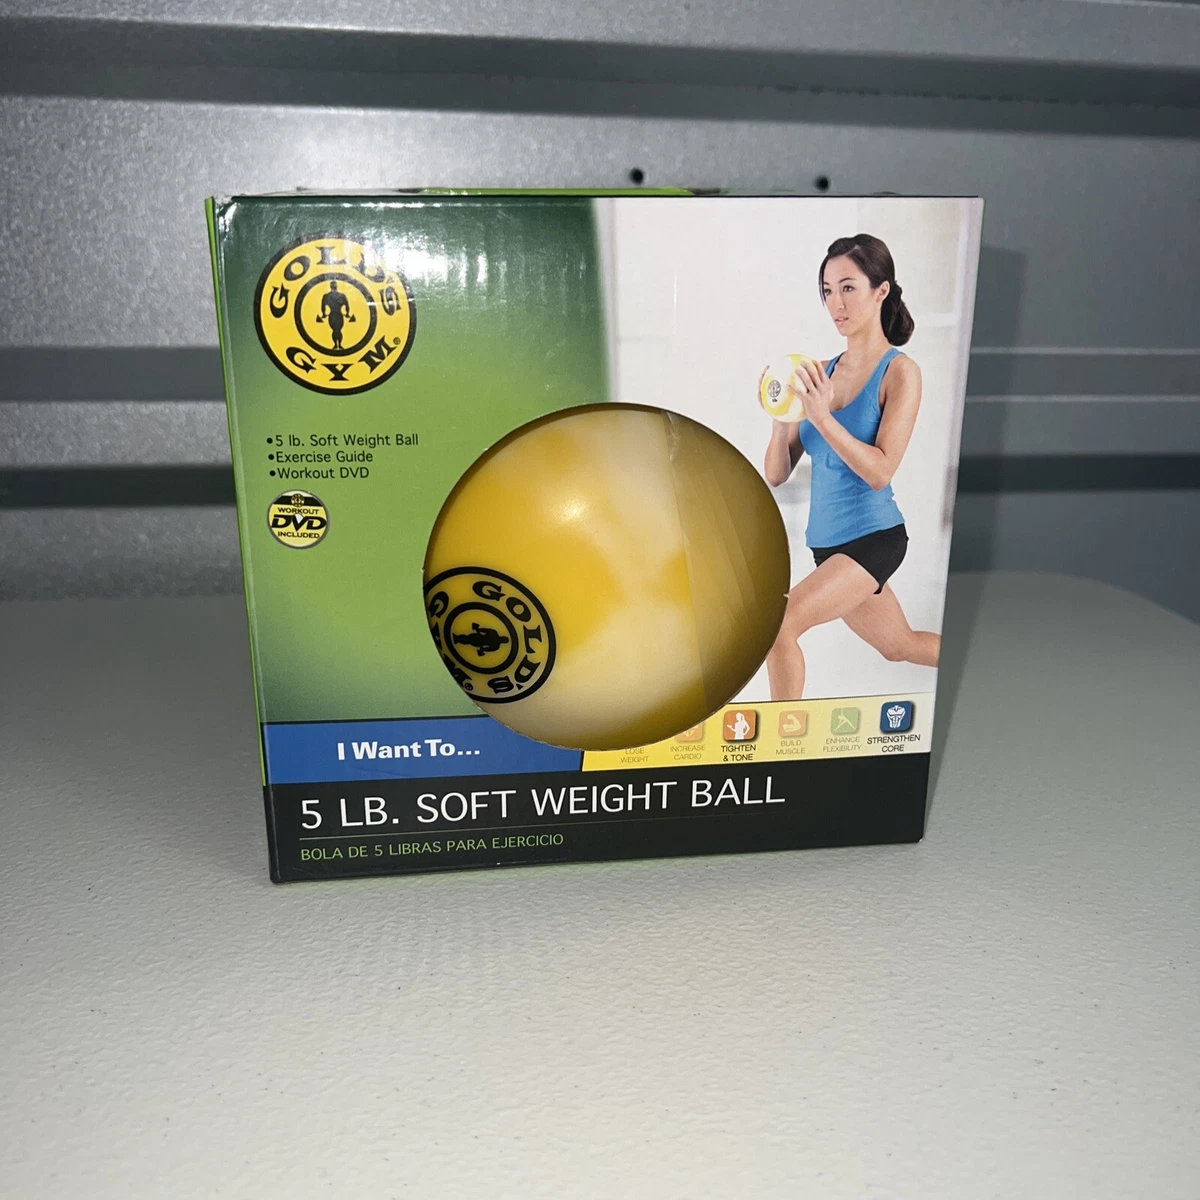 GOLD'S
GYM®
•5 lb. Soft Weight Ball
•Exercise Guide
•Workout DVD
WORKOUT
DVD
INCLUDED
GOLD'S
GYM®
I Want To...
LOSE
WEIGHT
INCREASE
CARDIO
TIGHTEN
& TONE
BUILD
MUSCLE
ENHANCE
FLEXIBILITY
STRENGTHEN
CORE
5 LB. SOFT WEIGHT BALL
BOLA DE 5 LIBRAS PARA EJERCICIO